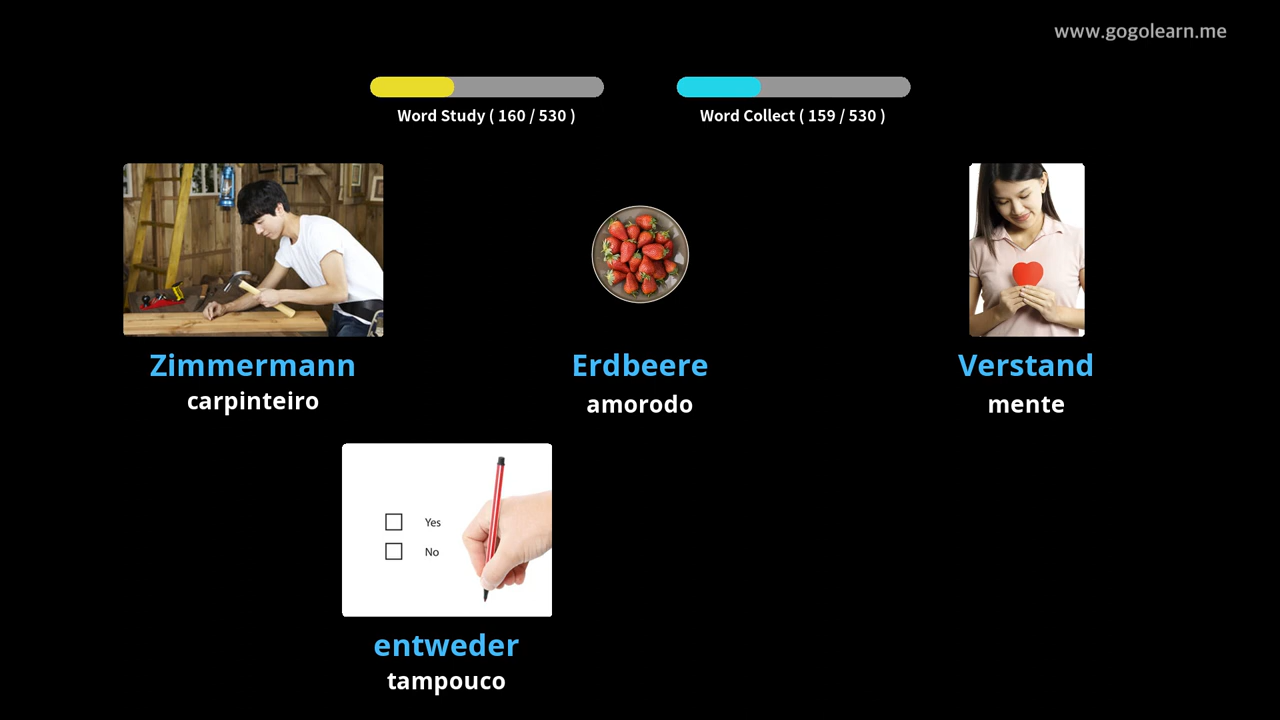 www.gogolearn.me
Word Study ( 160 / 530 )
Word Collect ( 159 / 530 )
Zimmermann
carpinteiro
Erdbeere
amorodo
Verstand
mente
Yes
No
entweder
tampouco